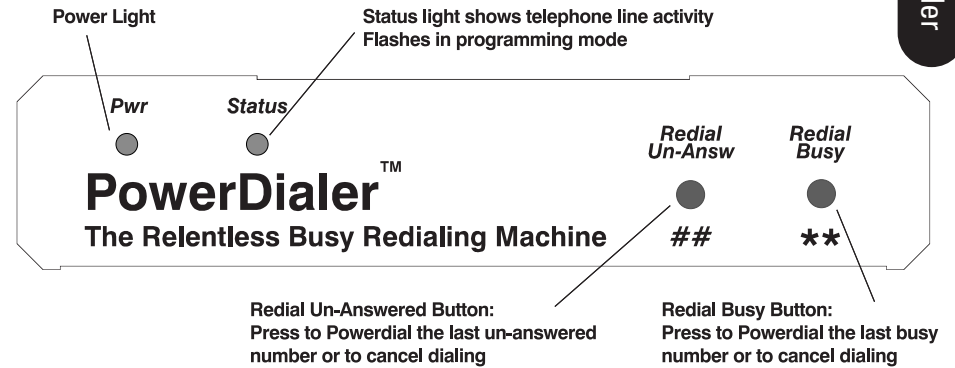 Power Light
Status light shows telephone line activity
Flashes in programming mode
Pwr
Status
Redial
Un-Answ
Redial
Busy
PowerDialer™
The Relentless Busy Redialing Machine
##
**
Redial Un-Answered Button:
Press to Powerdial the last un-answered
number or to cancel dialing
Redial Busy Button:
Press to Powerdial the last busy
number or to cancel dialing